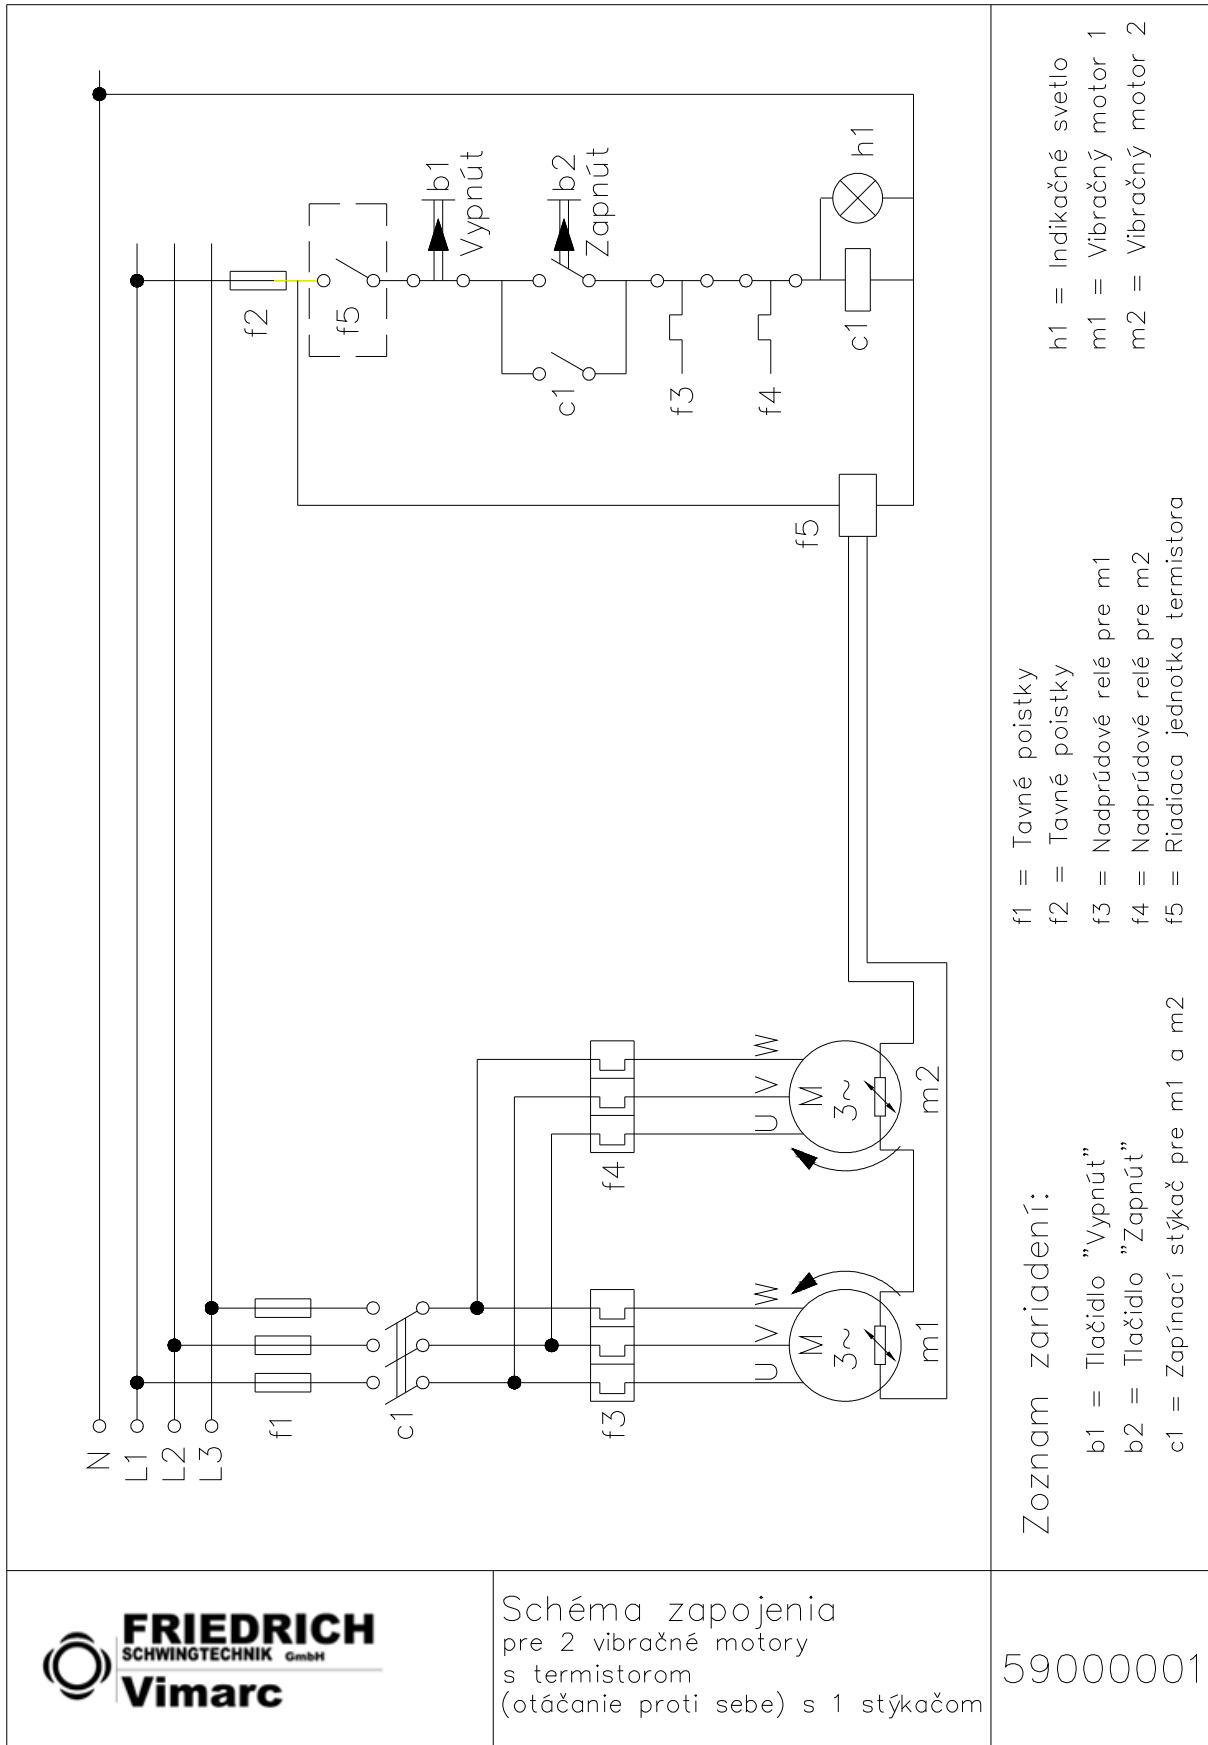 N
L1
L2
L3
f1
c1
f3
f4
U V W
M
3~
m1
U V W
M
3~
m2
f2
f5
b1
Vypnút
b2
Zapnút
c1
f3
f4
c1
h1
f5
Zoznam zariadení:
b1 = Tlačidlo "Vypnút"
b2 = Tlačidlo "Zapnút"
c1 = Zapínací stýkač pre m1 a m2
f1 = Tavné poistky
f2 = Tavné poistky
f3 = Nadprúdové relé pre m1
f4 = Nadprúdové relé pre m2
f5 = Riadiaca jednotka termistora
h1 = Indikačné svetlo
m1 = Vibračný motor 1
m2 = Vibračný motor 2
FRIEDRICH
SCHWINGTECHNIK GmbH
Vimarc
Schéma zapojenia
pre 2 vibračné motory
s termistorom
(otáčanie proti sebe) s 1 stýkačom
59000001